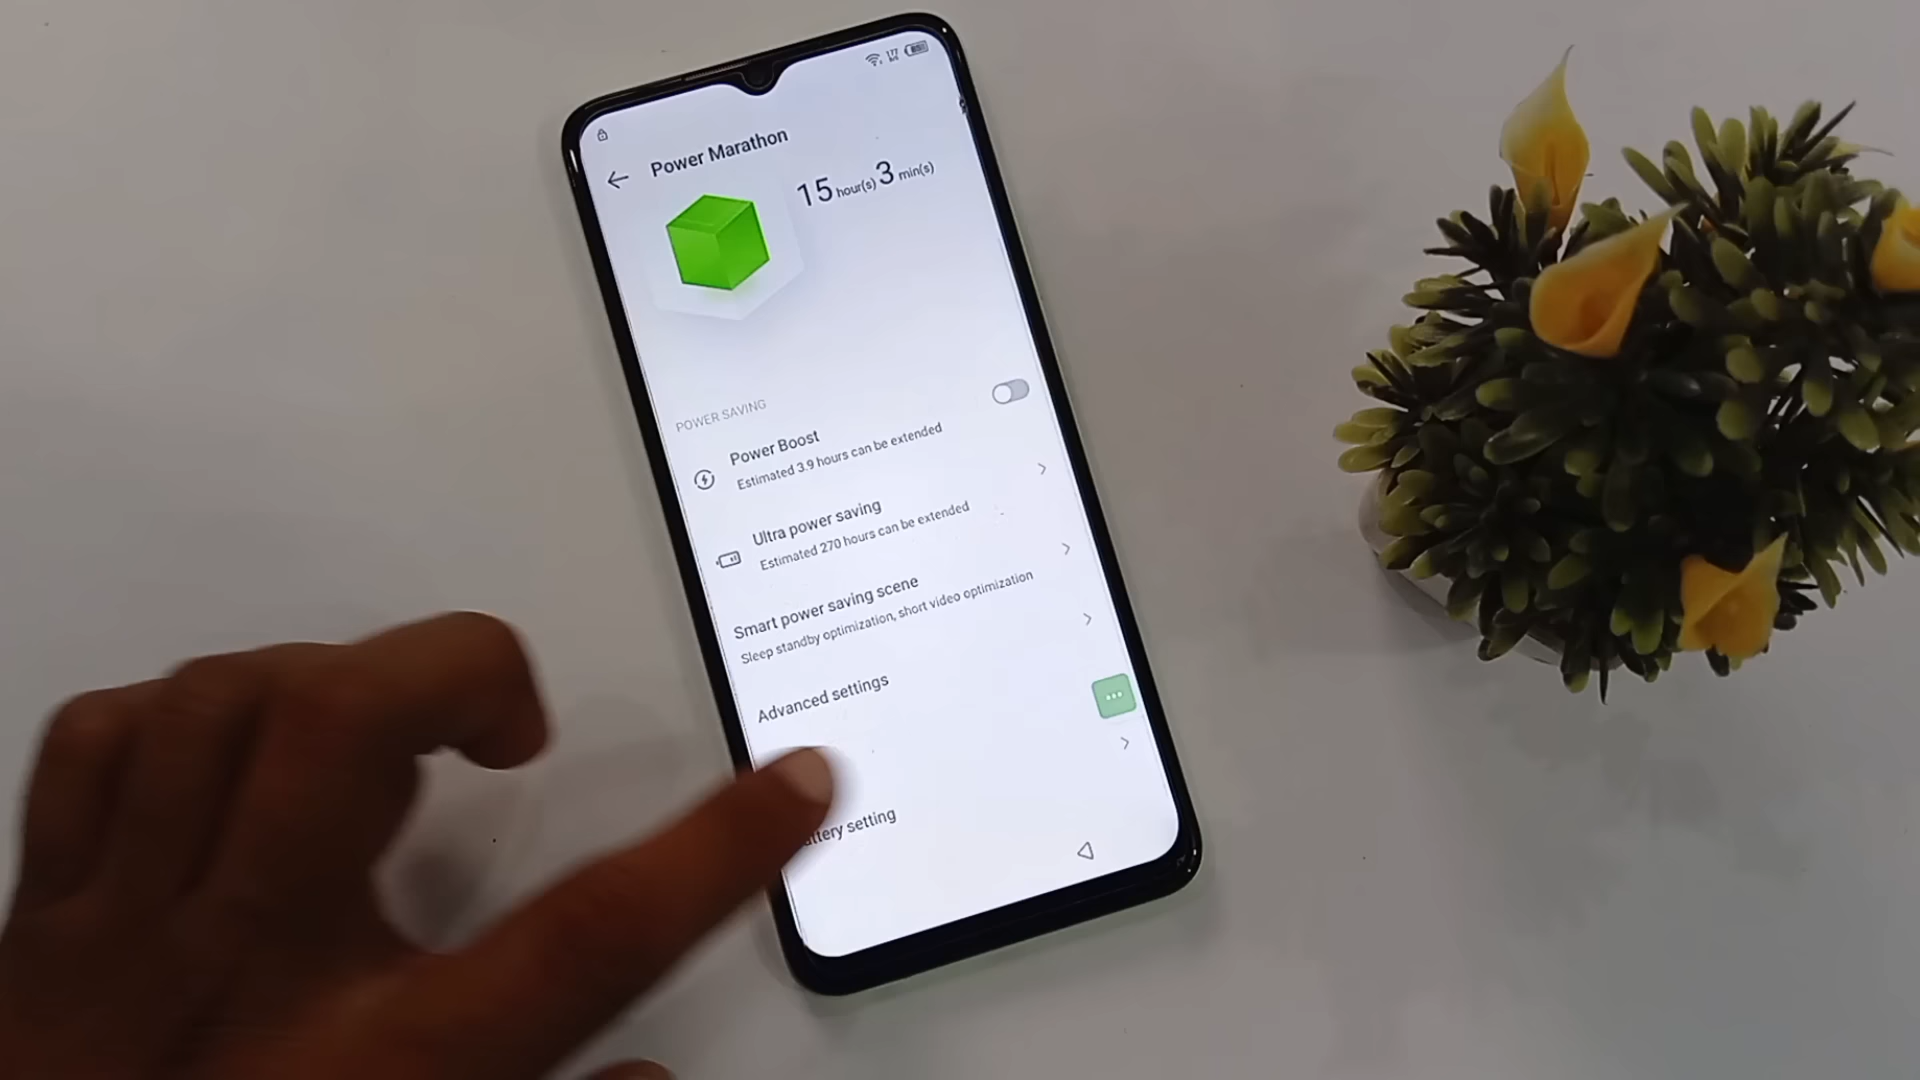 Power Marathon
15 hour(s) 3 min(s)
POWER SAVING
Power Boost
Estimated 3.9 hours can be extended
Ultra power saving
Estimated 270 hours can be extended
Smart power saving scene
Sleep standby optimization, short video optimization
Advanced settings
setting